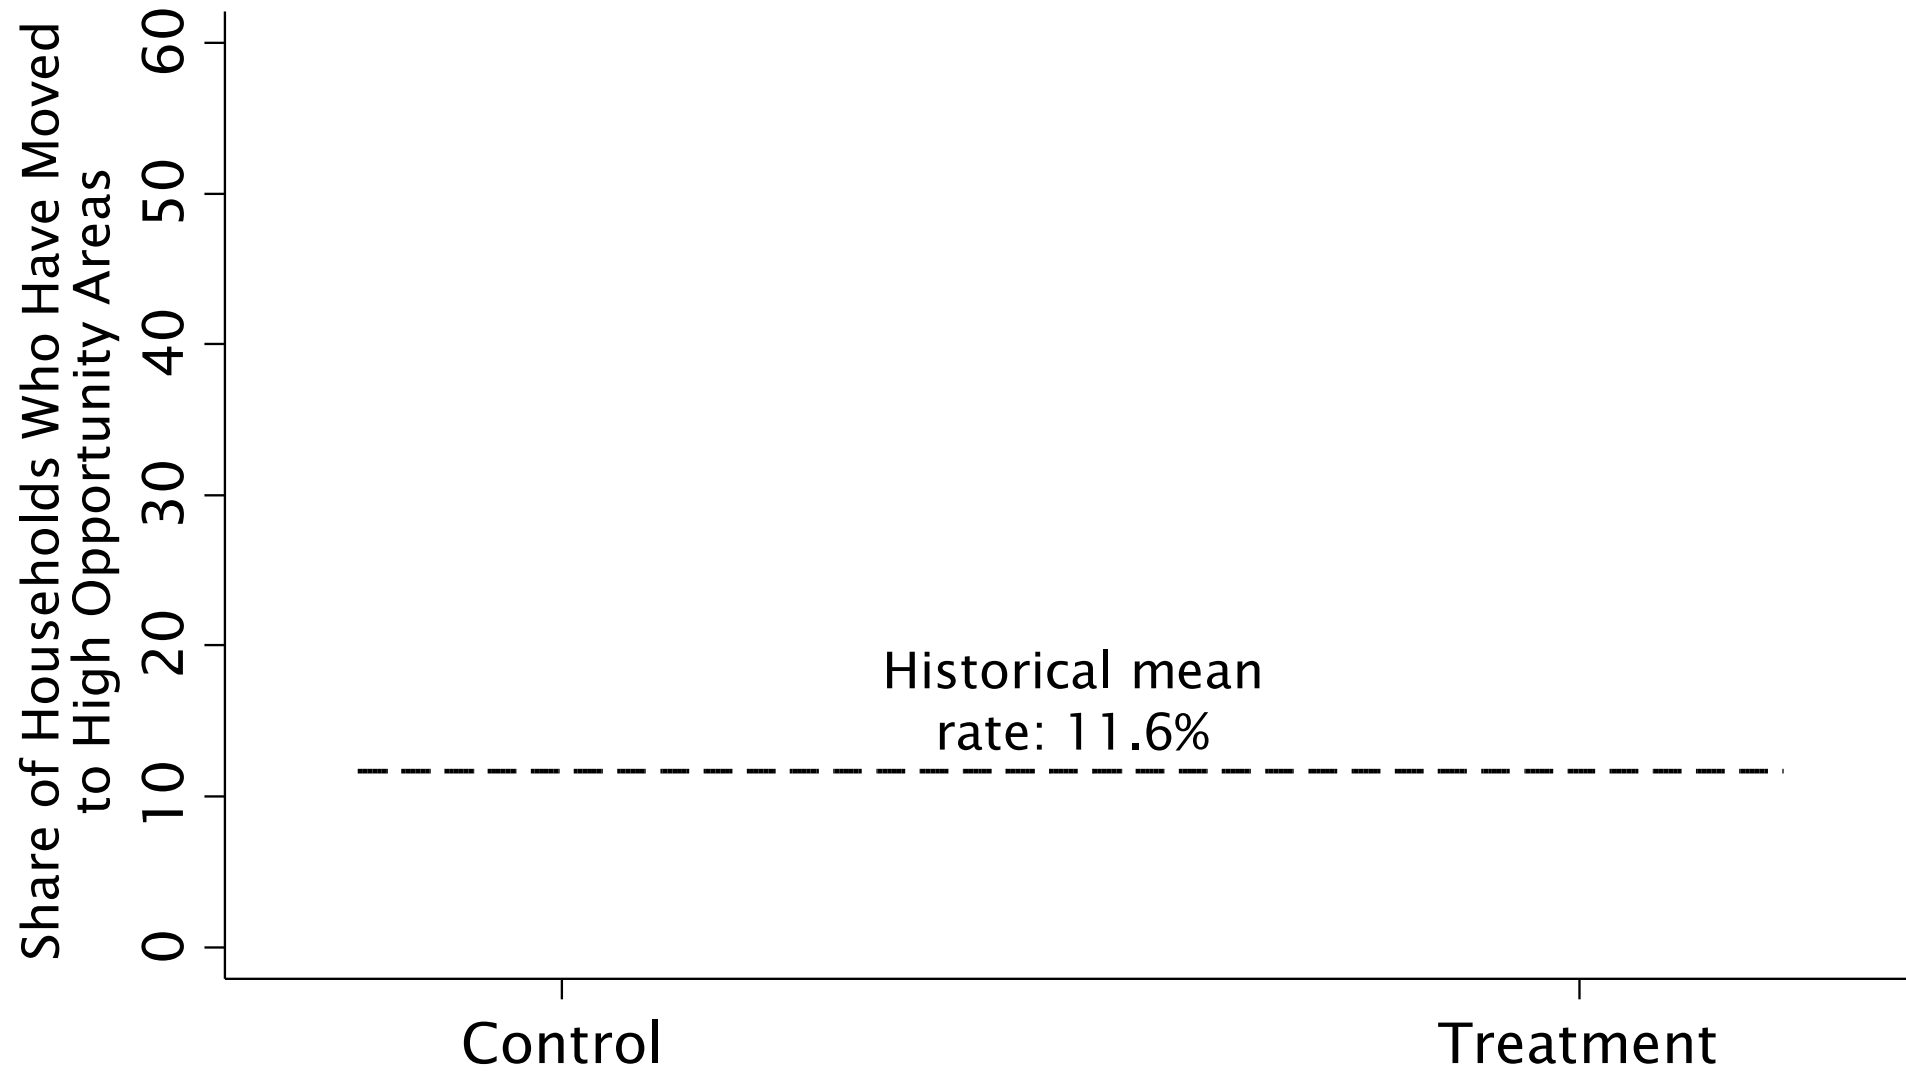 Share of Households Who Have Moved
to High Opportunity Areas
60
50
40
30
20
10
0
Historical mean
rate: 11.6%
Control
Treatment